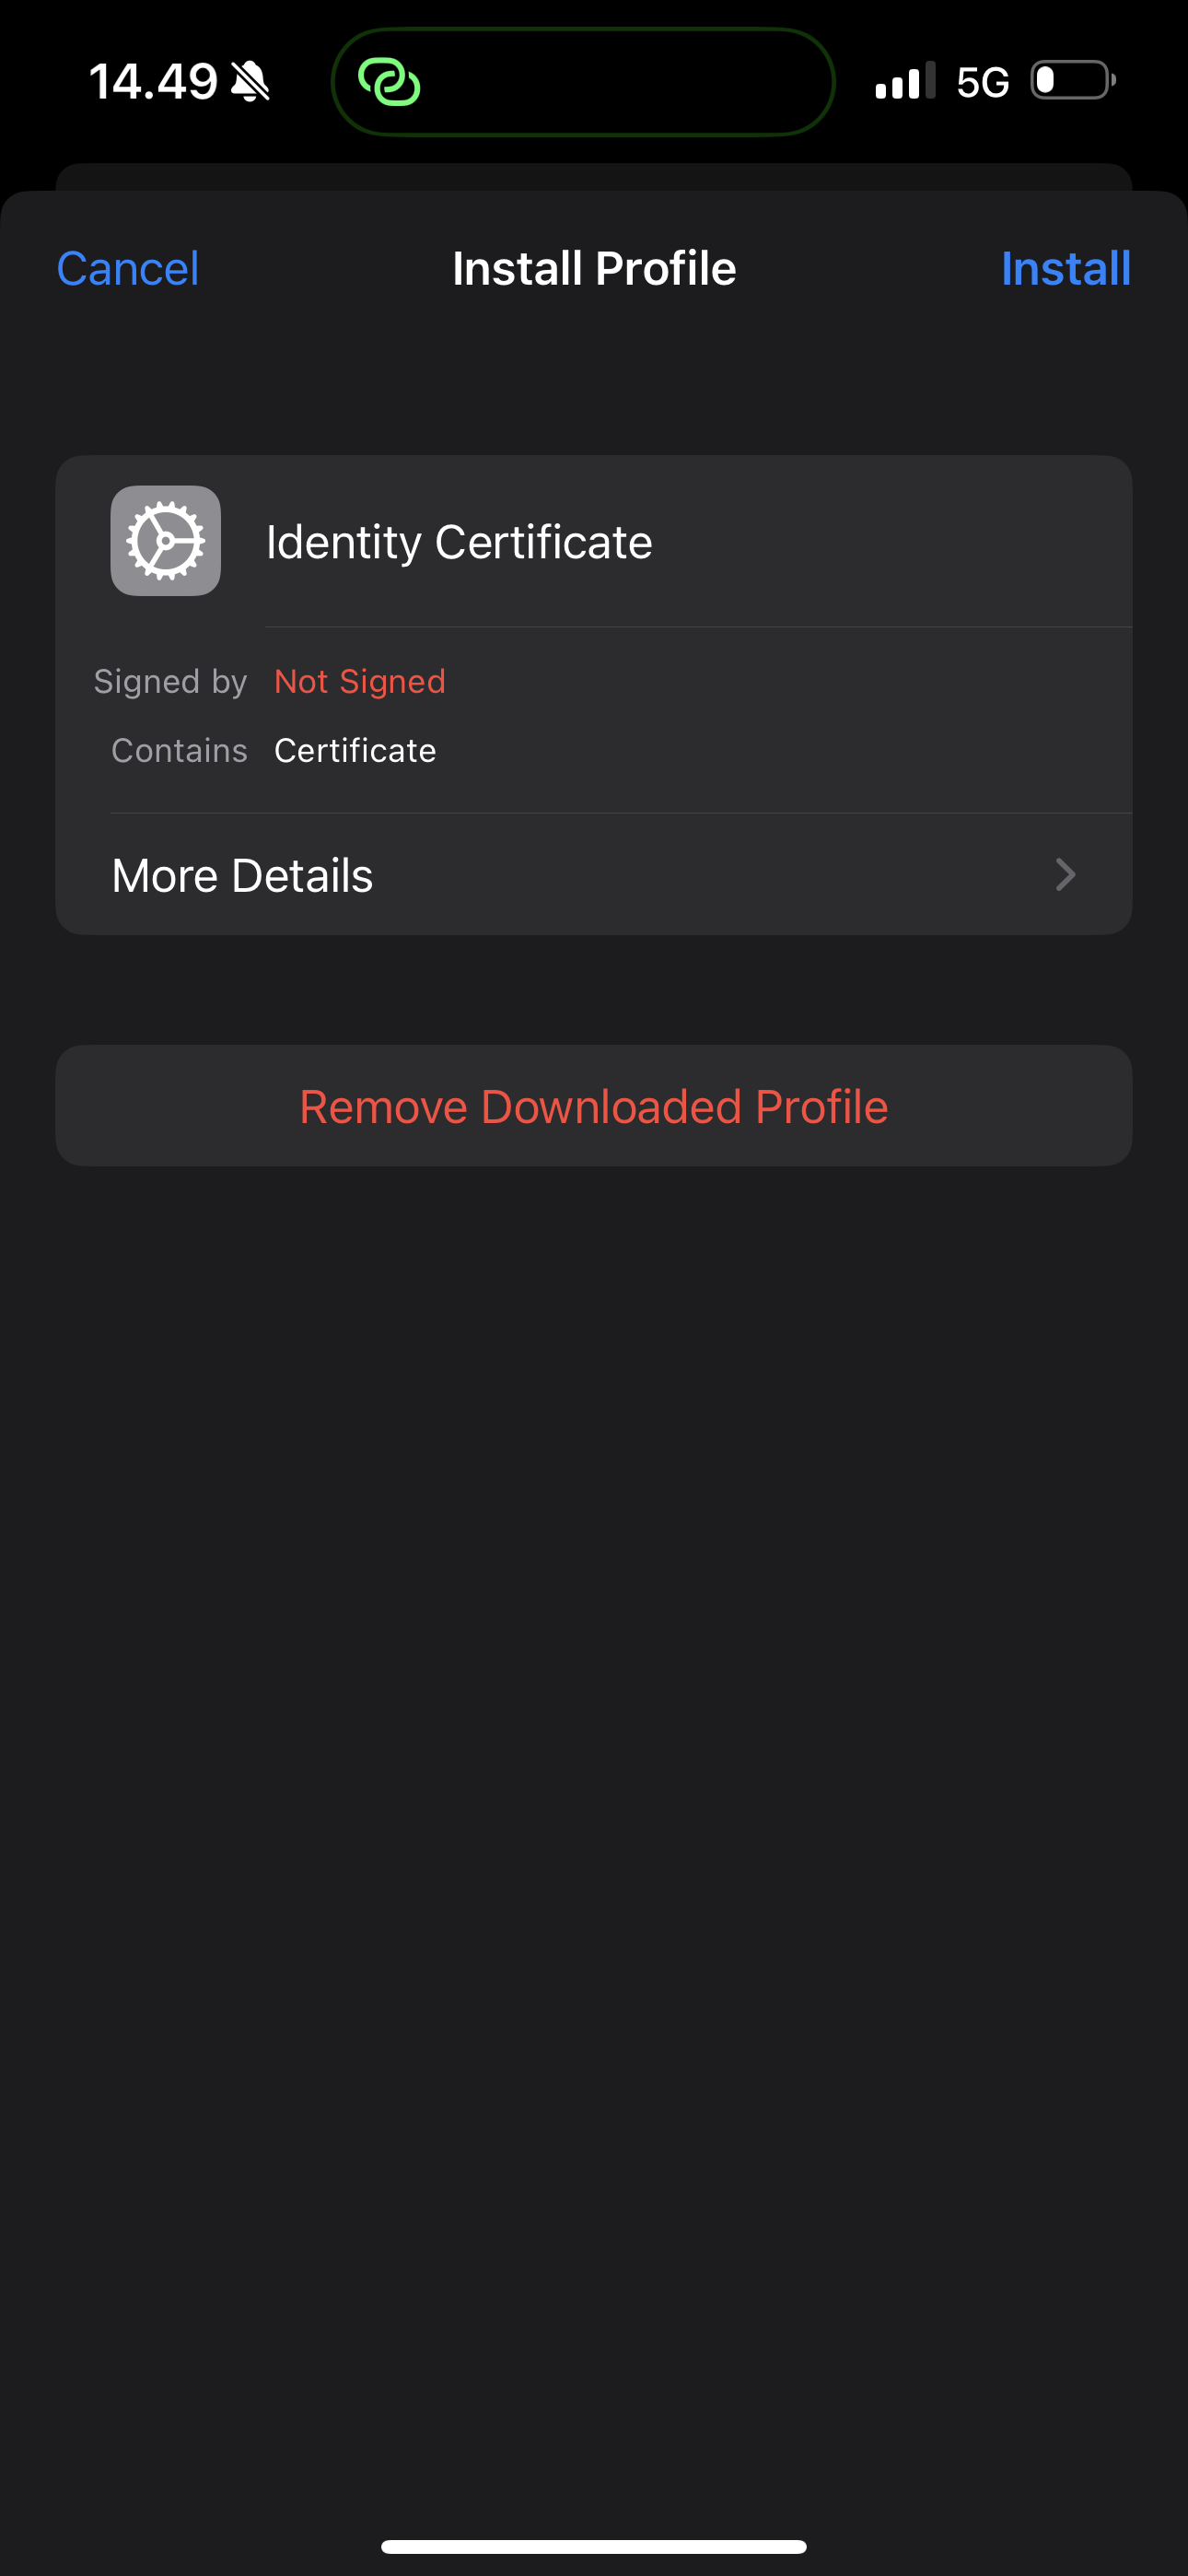 14.49
5G
Cancel
Install Profile
Install
Identity Certificate
Signed by Not Signed
Contains Certificate
More Details
Remove Downloaded Profile